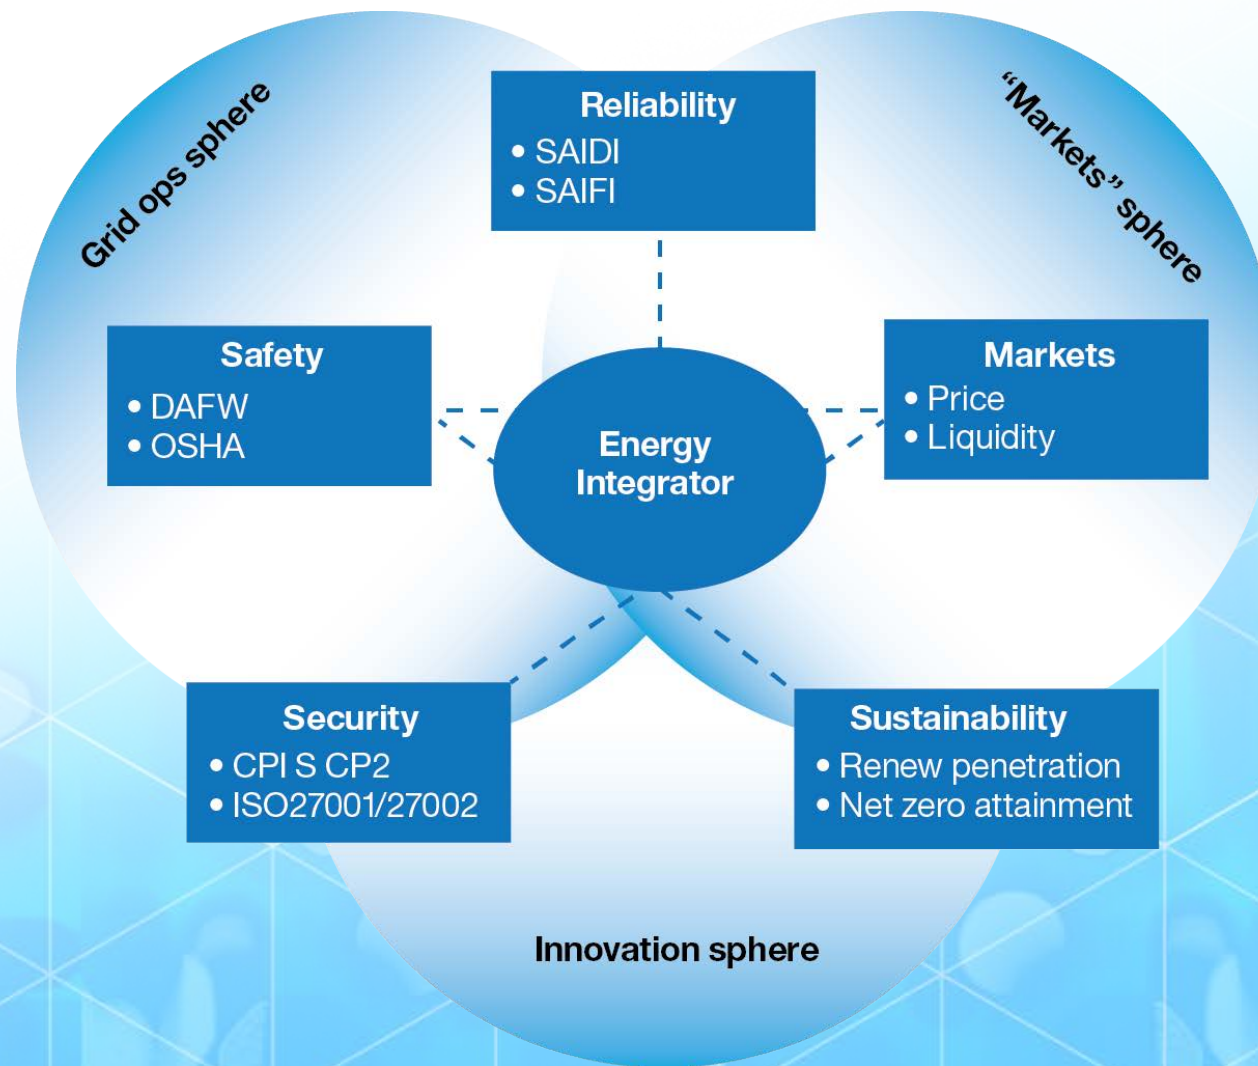 Grid ops sphere
“Markets” sphere
Reliability
• SAIDI
• SAIFI
Safety
• DAFW
• OSHA
Markets
• Price
• Liquidity
Energy
Integrator
Security
• CPI S CP2
• ISO27001/27002
Sustainability
• Renew penetration
• Net zero attainment
Innovation sphere